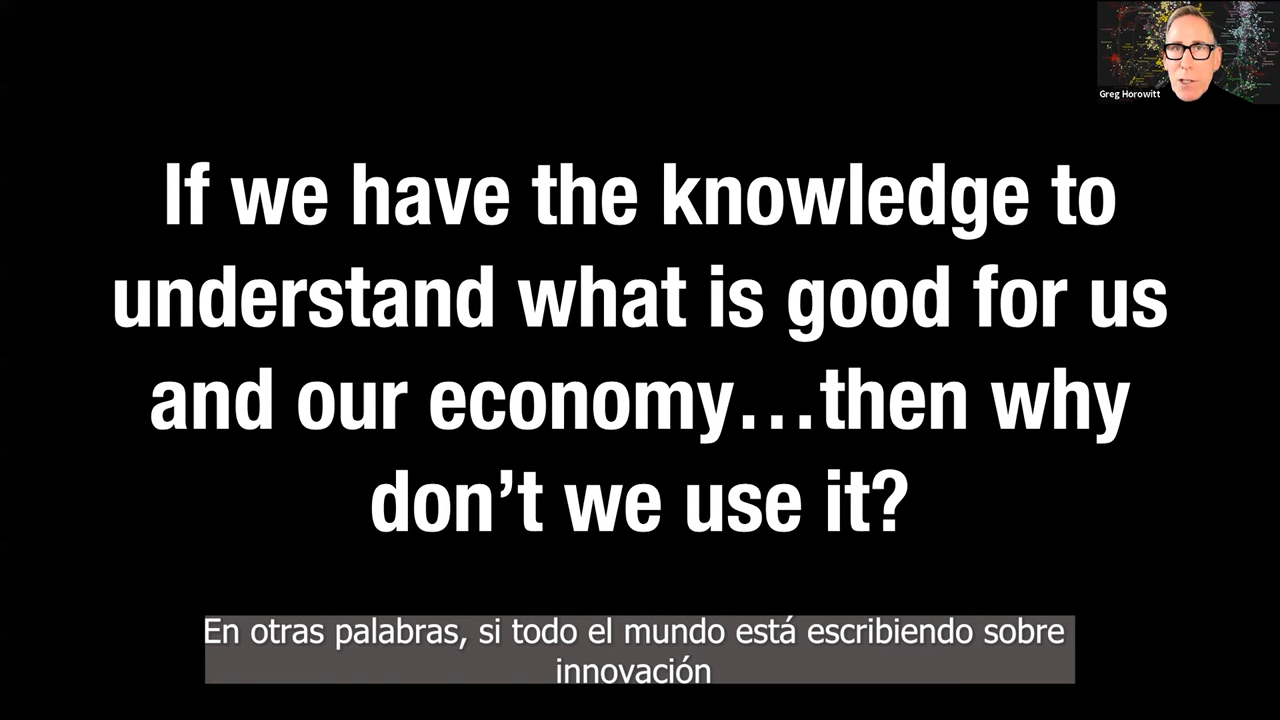 Greg Horowitt
If we have the knowledge to
understand what is good for us
and our economy…then why
don’t we use it?
En otras palabras, si todo el mundo está escribiendo sobre
innovación